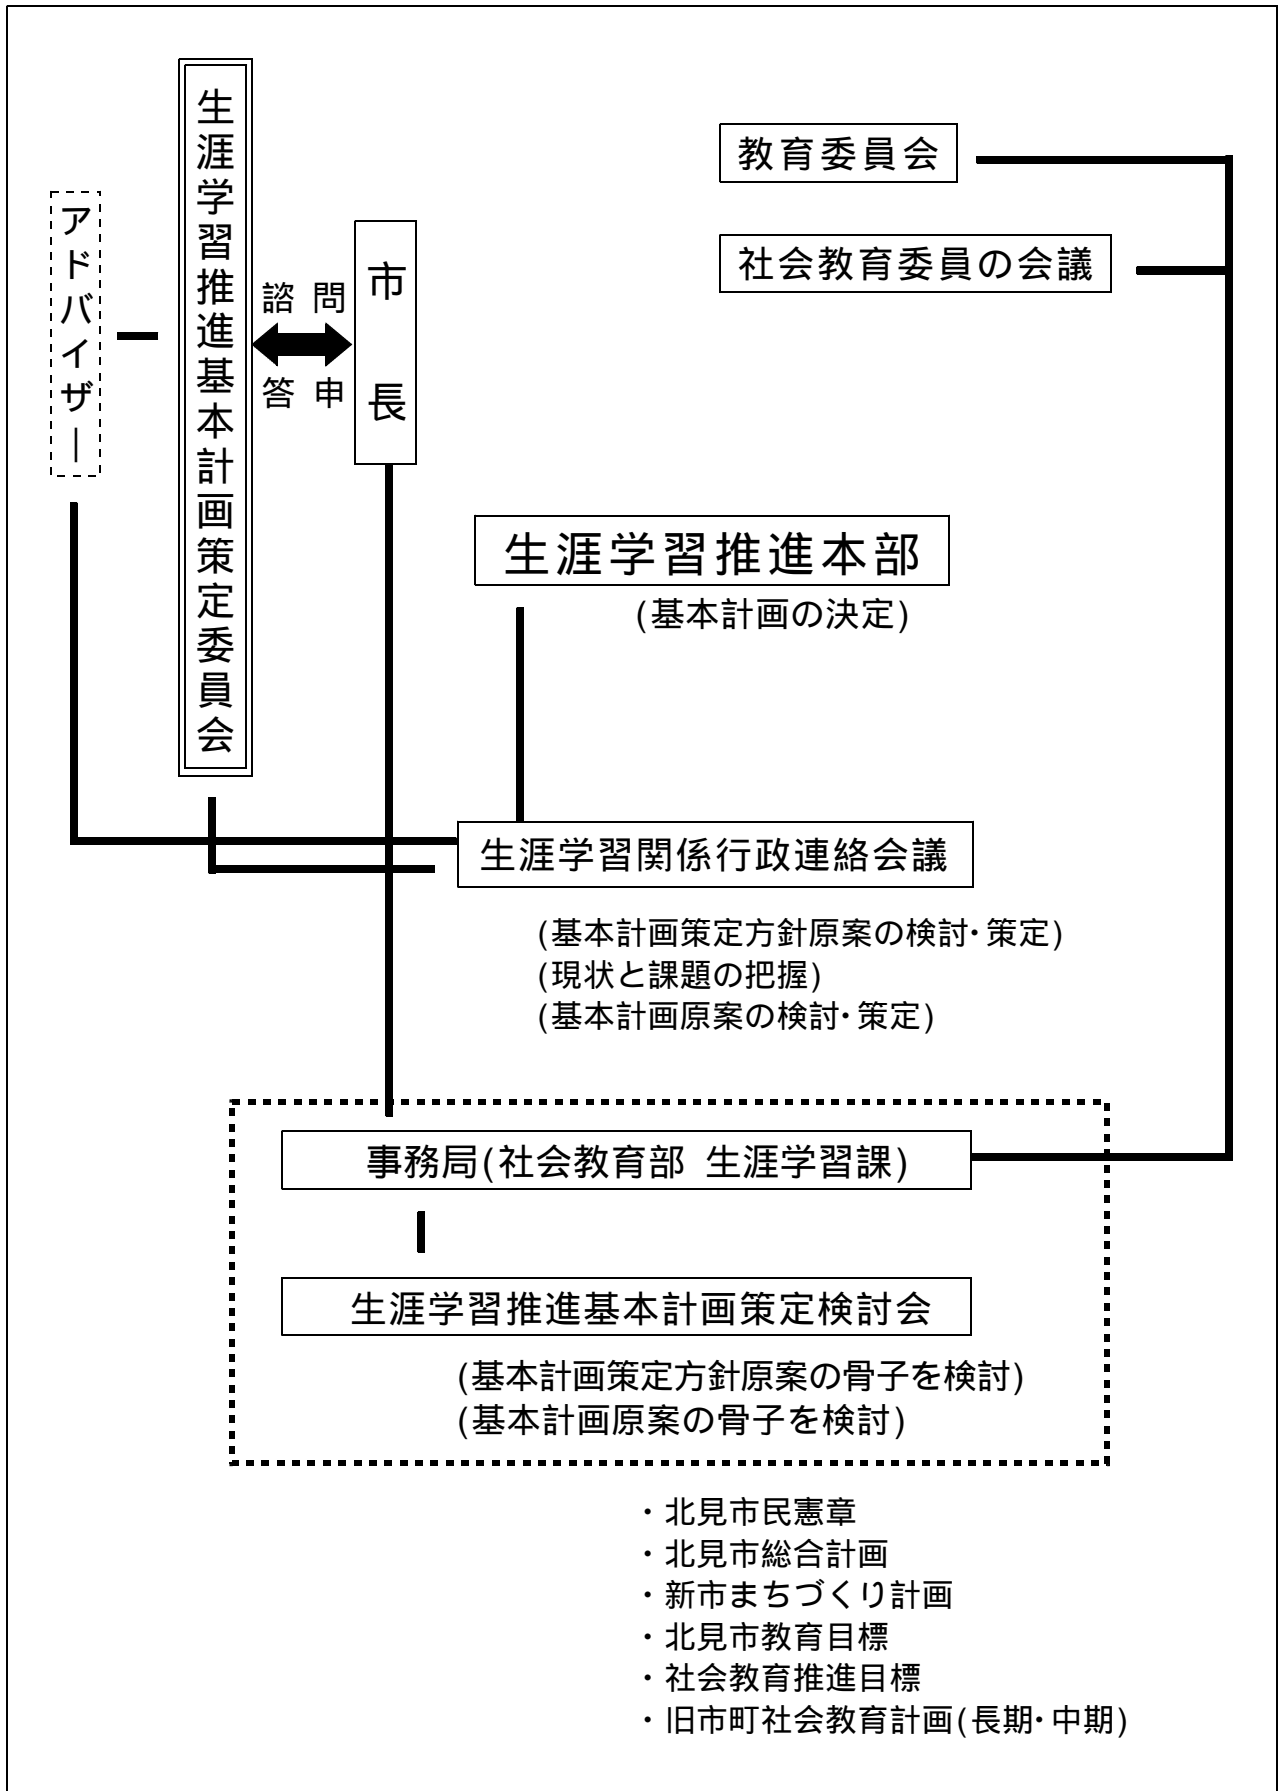 生涯学習推進基本計画策定委員会
アドバイザー
諮問
答申
市長
教育委員会
社会教育委員の会議
生涯学習推進本部
(基本計画の決定)
生涯学習関係行政連絡会議
(基本計画策定方針原案の検討・策定)
(現状と課題の把握)
(基本計画原案の検討・策定)
事務局(社会教育部 生涯学習課)
生涯学習推進基本計画策定検討会
(基本計画策定方針原案の骨子を検討)
(基本計画原案の骨子を検討)
・北見市民憲章
・北見市総合計画
・新市まちづくり計画
・北見市教育目標
・社会教育推進目標
・旧市町社会教育計画(長期・中期)